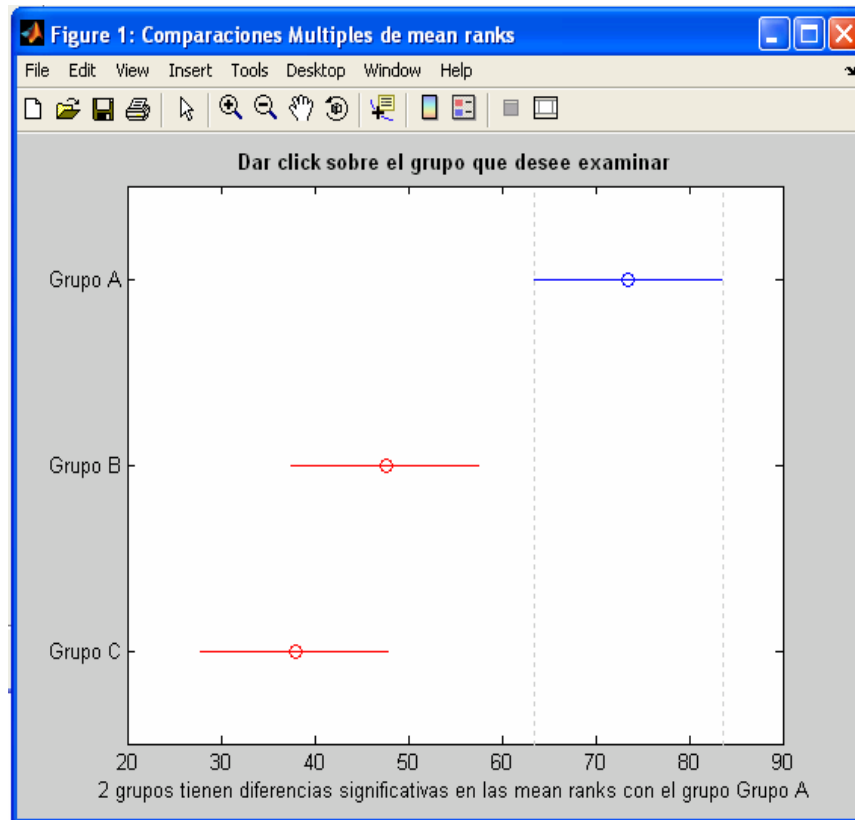 Figure 1: Comparaciones Multiples de mean ranks
File Edit View Insert Tools Desktop Window Help
Dar click sobre el grupo que desee examinar
Grupo A
Grupo B
Grupo C
20 30 40 50 60 70 80 90
2 grupos tienen diferencias significativas en las mean ranks con el grupo Grupo A